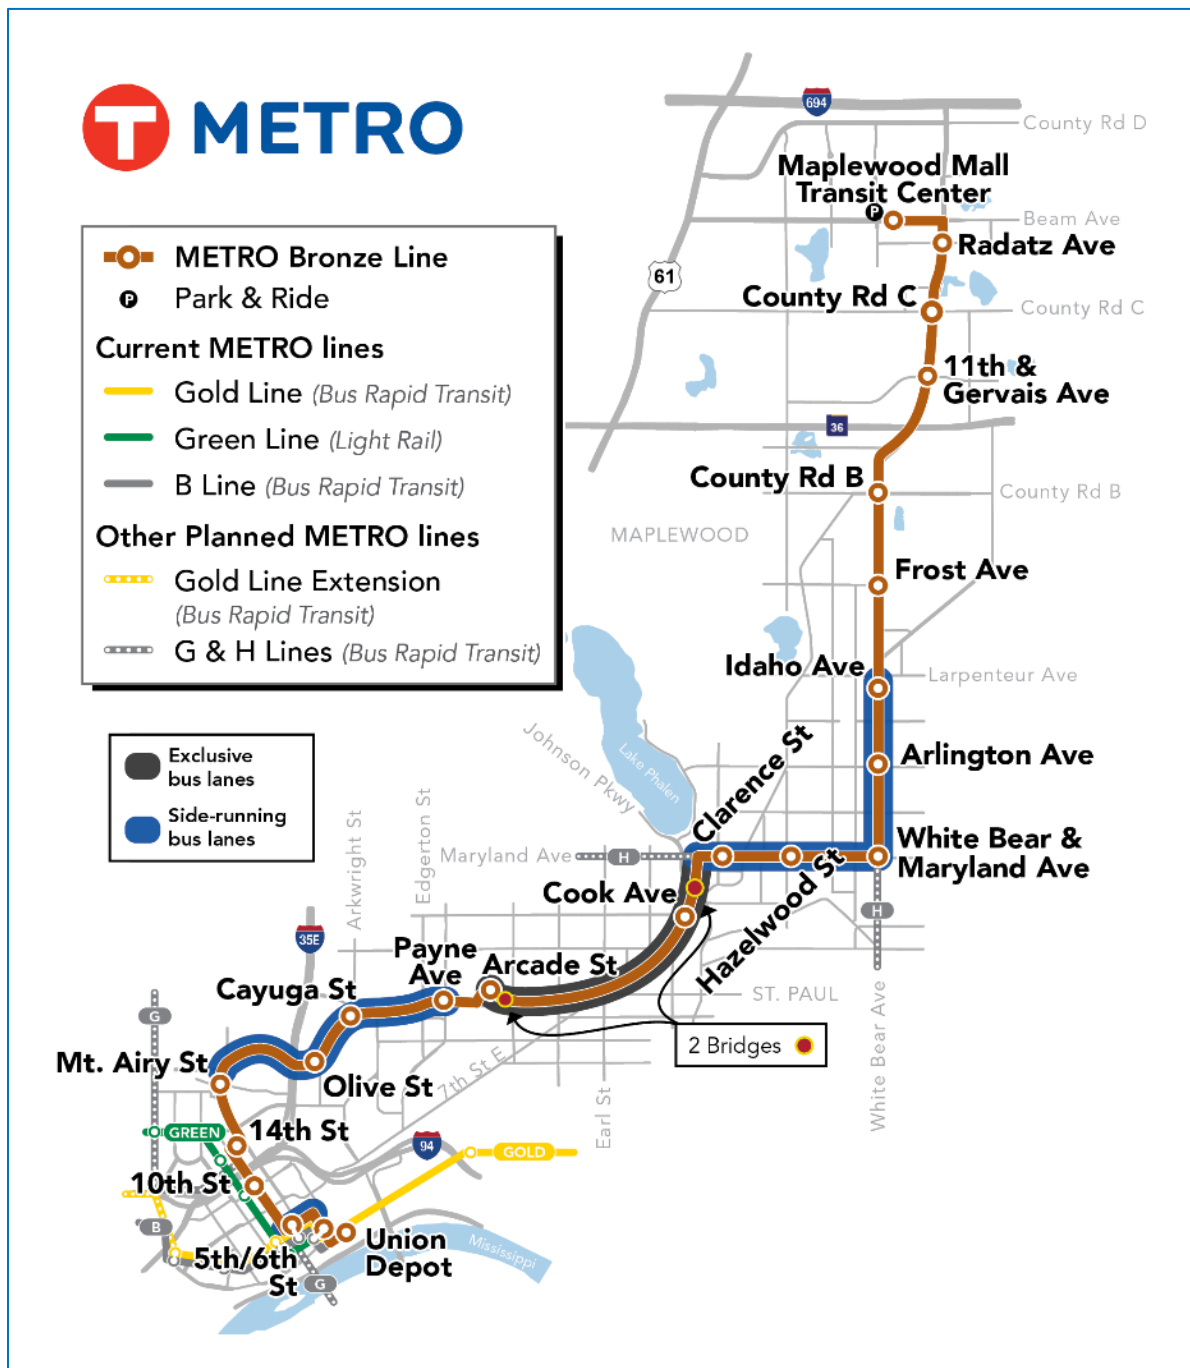 T METRO
METRO Bronze Line
P Park & Ride
Current METRO lines
Gold Line (Bus Rapid Transit)
Green Line (Light Rail)
B Line (Bus Rapid Transit)
Other Planned METRO lines
Gold Line Extension
(Bus Rapid Transit)
G & H Lines (Bus Rapid Transit)
Exclusive
bus lanes
Side-running
bus lanes
694
County Rd D
Maplewood Mall
Transit Center
P
Beam Ave
Radatz Ave
61
County Rd C
County Rd C
11th &
Gervais Ave
36
County Rd B
County Rd B
MAPLEWOOD
Frost Ave
Idaho Ave
Larpenteur Ave
Johnson Pkwy
Lake Phalen
Clarence St
Arlington Ave
White Bear &
Maryland Ave
Maryland Ave
H
Arkwright St
Edgerton St
Cook Ave
Hazelwood St
H
35E
Payne
Ave
Arcade St
Cayuga St
ST. PAUL
White Bear Ave
G
2 Bridges
Mt. Airy St
Olive St
7th St E
Earl St
GREEN
14th St
94
GOLD
10th St
B
5th/6th
St
Union
Depot
Mississippi
G